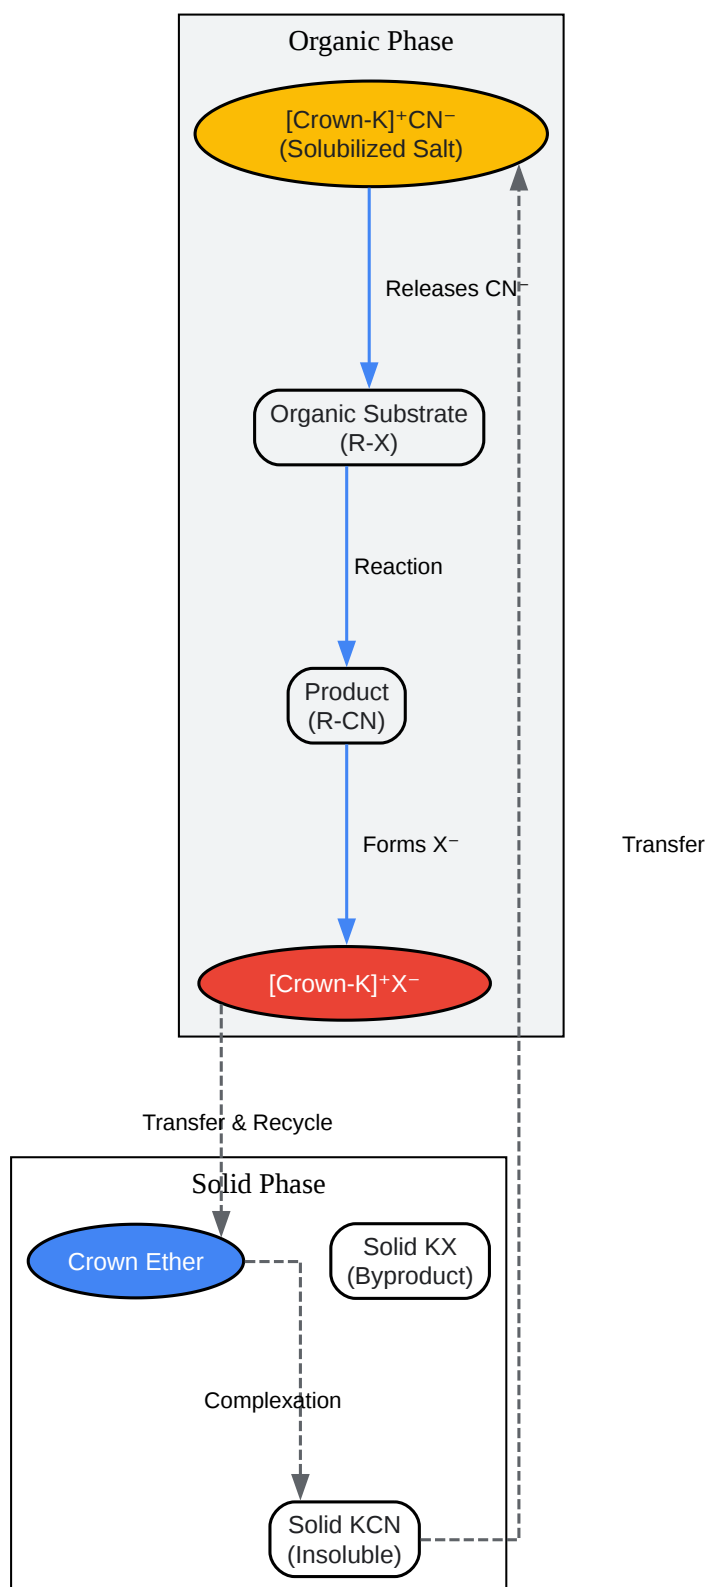 Organic Phase
[Crown-K]⁺CN⁻
(Solubilized Salt)
Releases CN⁻
Organic Substrate
(R-X)
Reaction
Product
(R-CN)
Forms X⁻
Transfer
[Crown-K]⁺X⁻
Transfer & Recycle
Solid Phase
Crown Ether
Solid KX
(Byproduct)
Complexation
Solid KCN
(Insoluble)